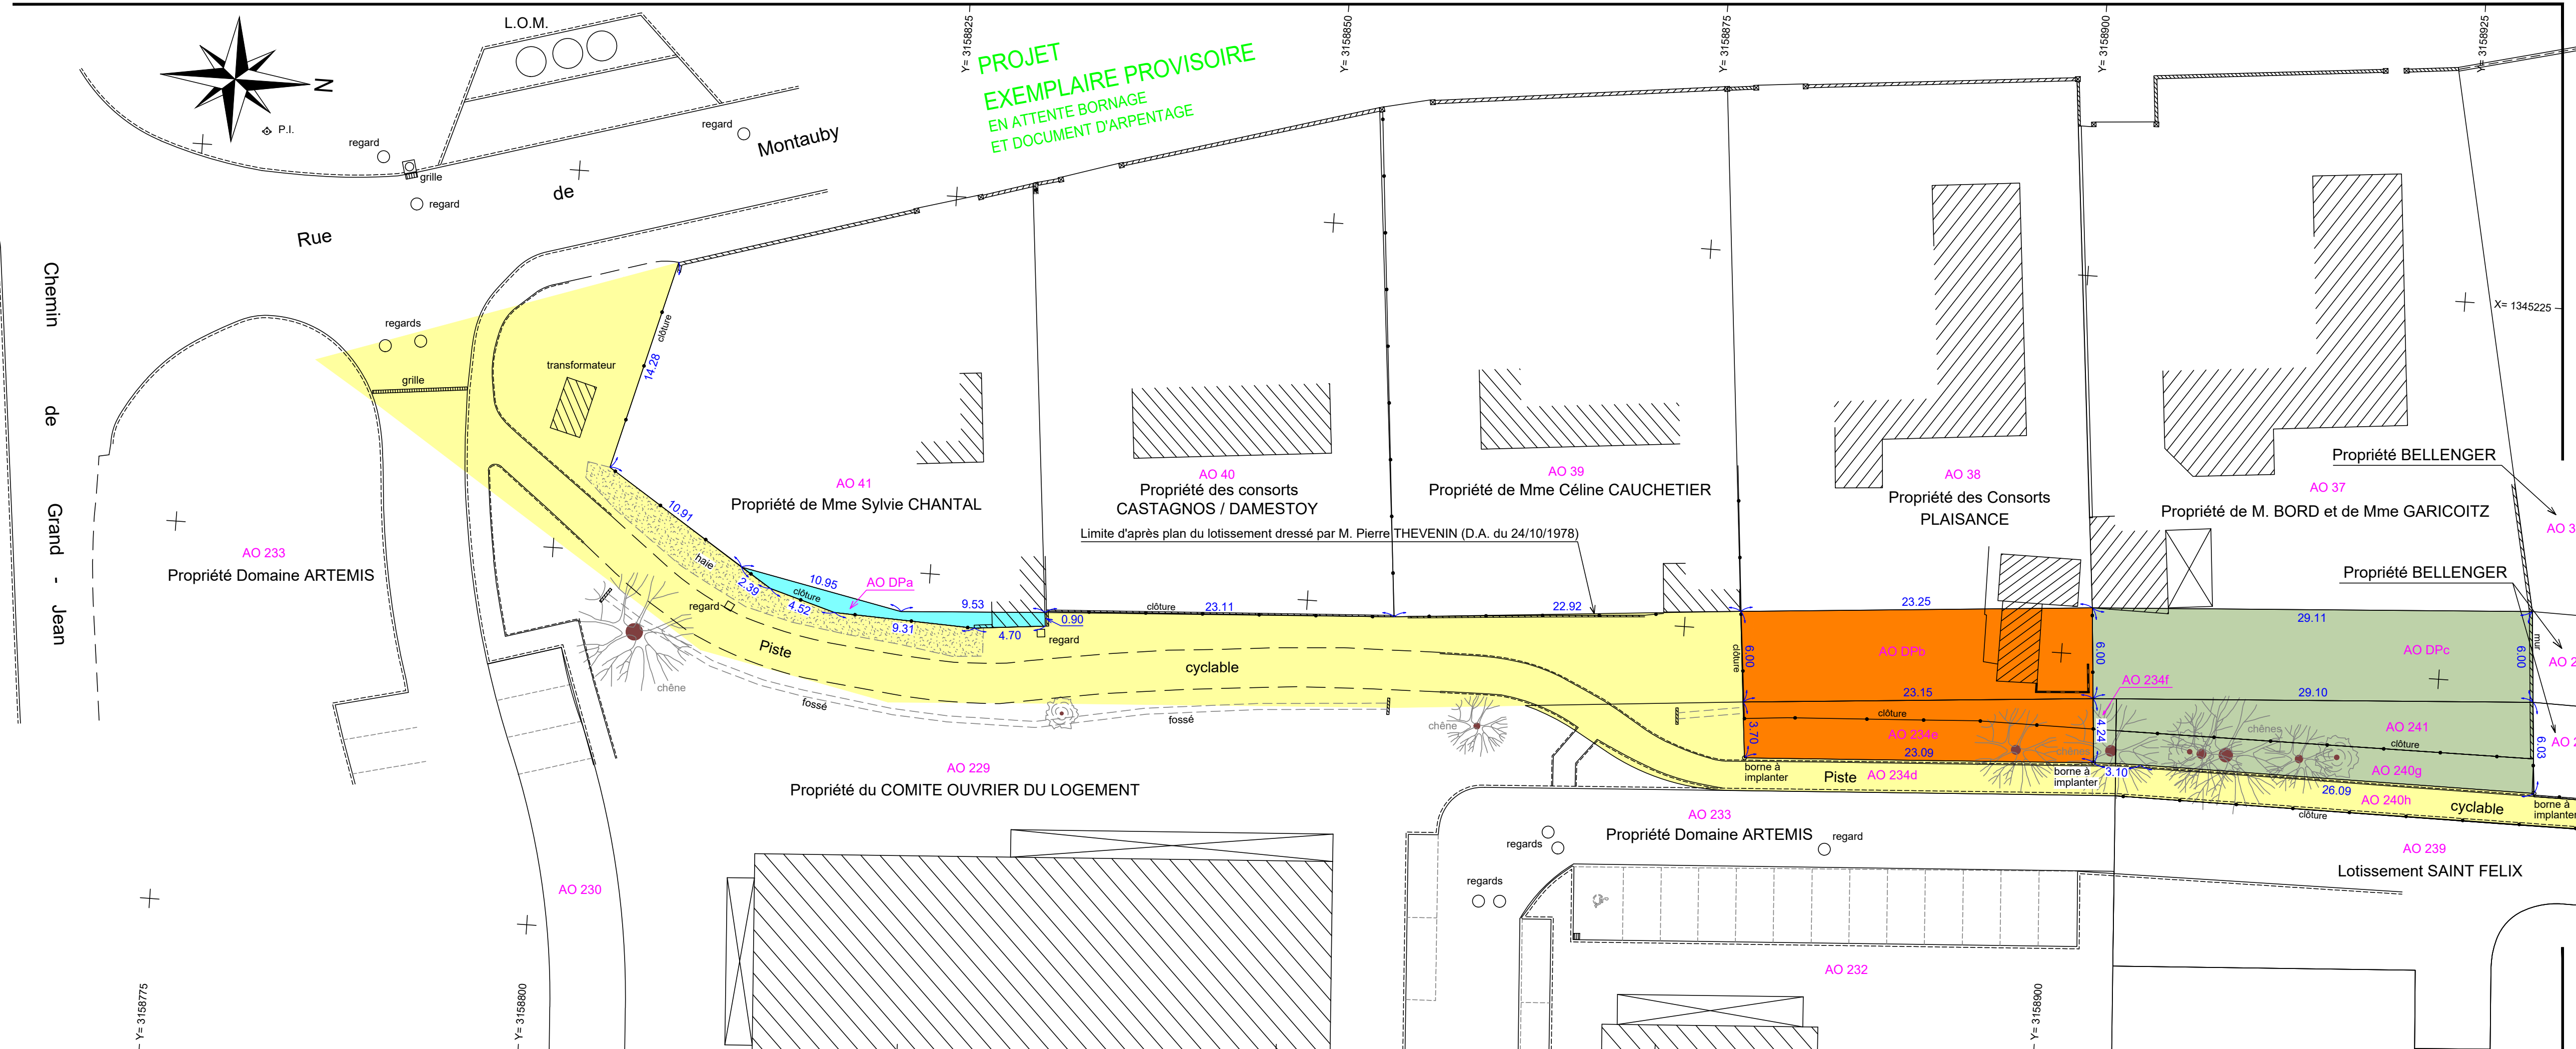 L.O.M.
Y= 3158825
Y= 3158850
Y= 3158875
Y= 3158900
Y= 3158925
PROJET
EXEMPLAIRE PROVISOIRE
EN ATTENTE BORNAGE
ET DOCUMENT D'ARPENTAGE
N
P.I.
regard
regard
grille
regard
Rue
de
Montauby
Chemin
de
Grand - Jean
X= 1345225
regards
grille
transformateur
clôture
14.28
10.91
haie
2.39
4.52
10.95
clôture
AO DPa
9.31
9.53
4.70
0.90
regard
regard
AO 41
Propriété de Mme Sylvie CHANTAL
AO 40
Propriété des consorts
CASTAGNOS / DAMESTOY
AO 39
Propriété de Mme Céline CAUCHETIER
AO 38
Propriété des Consorts
PLAISANCE
AO 37
Propriété de M. BORD et de Mme GARICOITZ
Propriété BELLENGER
AO 3
Propriété BELLENGER
Limite d'après plan du lotissement dressé par M. Pierre THEVENIN (D.A. du 24/10/1978)
AO 233
Propriété Domaine ARTEMIS
clôture
23.11
22.92
23.25
29.11
clôture
6.00
AO DPb
6.00
AO DPc
6.00
mur
AO 2
AO 234f
23.15
29.10
3.70
clôture
AO 234e
23.09
4.24
chênes
chênes
AO 241
clôture
6.03
AO 2
AO 240g
Piste
cyclable
chêne
fossé
fossé
chêne
borne à
implanter
Piste
AO 234d
borne à
implanter
3.10
26.09
AO 240h
cyclable
clôture
borne à
implanter
AO 229
Propriété du COMITE OUVRIER DU LOGEMENT
AO 233
Propriété Domaine ARTEMIS
regards
regard
AO 239
Lotissement SAINT FELIX
AO 230
regards
AO 232
Y= 3158775
Y= 3158800
Y= 3158900